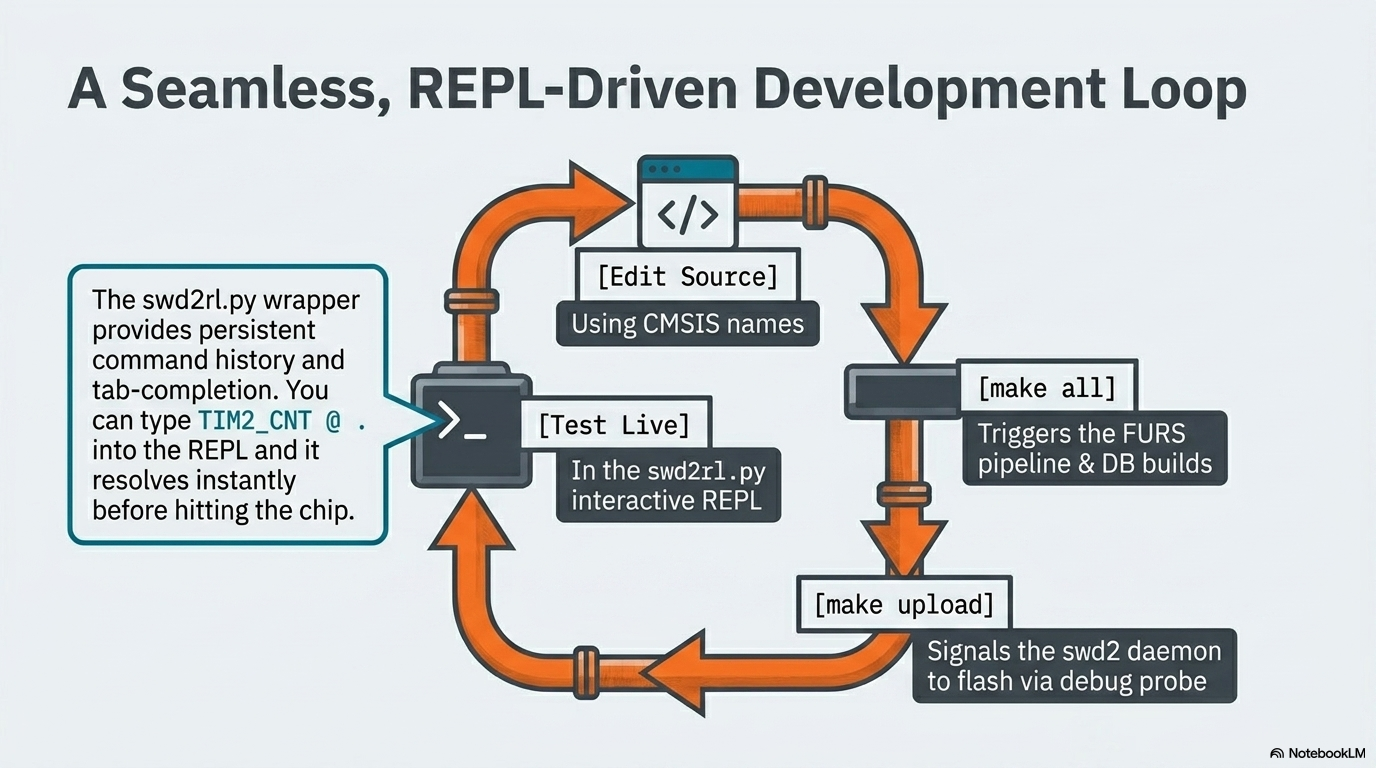 A Seamless, REPL-Driven Development Loop
</>
[Edit Source]
Using CMSIS names
The swd2rl.py wrapper
provides persistent
command history and
tab-completion. You
can type TIM2_CNT @ .
into the REPL and it
resolves instantly
before hitting the chip.
>_
[Test Live]
In the swd2rl.py
interactive REPL
[make all]
Triggers the FURS
pipeline & DB builds
[make upload]
Signals the swd2 daemon
to flash via debug probe
NotebookLM